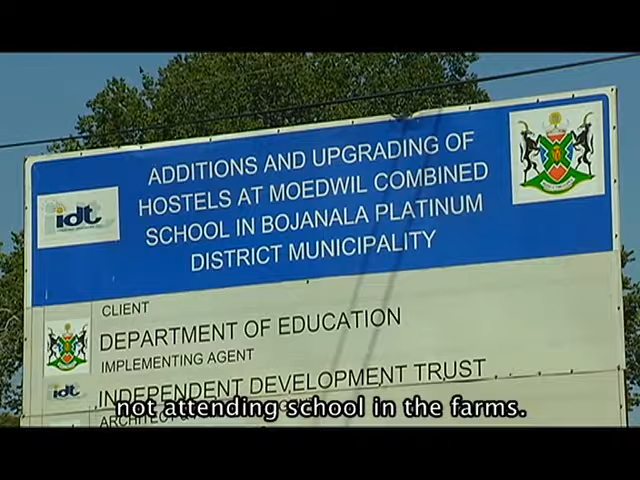 ADDITIONS AND UPGRADING OF
HOSTELS AT MOEDWIL COMBINED
SCHOOL IN BOJANALA PLATINUM
DISTRICT MUNICIPALITY
idt
CLIENT
DEPARTMENT OF EDUCATION
IMPLEMENTING AGENT
idt
INDEPENDENT DEVELOPMENT TRUST
ARCHITECT &
not attending school in the farms.